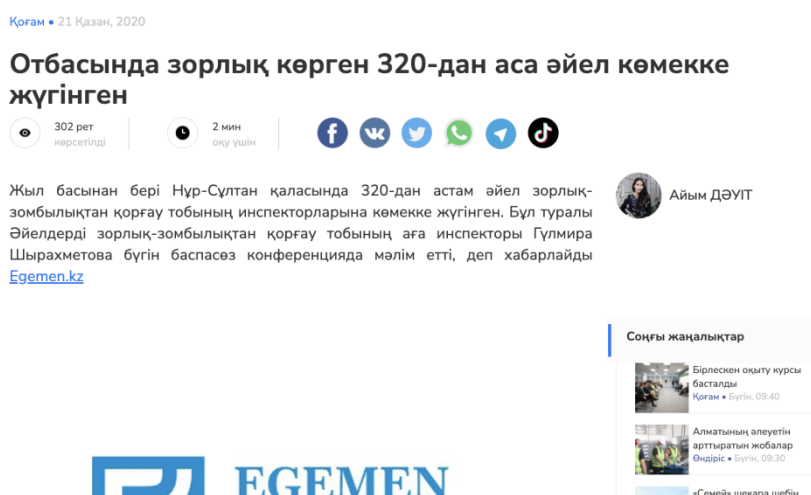 Қоғам • 21 Қазан, 2020
Отбасында зорлық көрген 320-дан аса әйел көмекке
жүгінген
302 рет
көрсетілді
2 мин
оқу үшін
Жыл басынан бері Нұр-Сұлтан қаласында 320-дан астам әйел зорлық-
зомбылықтан қорғау тобының инспекторларына көмекке жүгінген. Бұл туралы
Әйелдерді зорлық-зомбылықтан қорғау тобының аға инспекторы Гүлмира
Шырахметова бүгін баспасөз конференцияда мәлім етті, деп хабарлайды
Egemen.kz
Айым ДӘУІТ
Соңғы жаңалықтар
Бірлескен оқыту курсы
басталды
Қоғам • Бүгін, 09:40
Алматының әлеуетін
арттыратын жобалар
Өндіріс • Бүгін, 09:30
«Семей» шекара шебін
EGEMEN